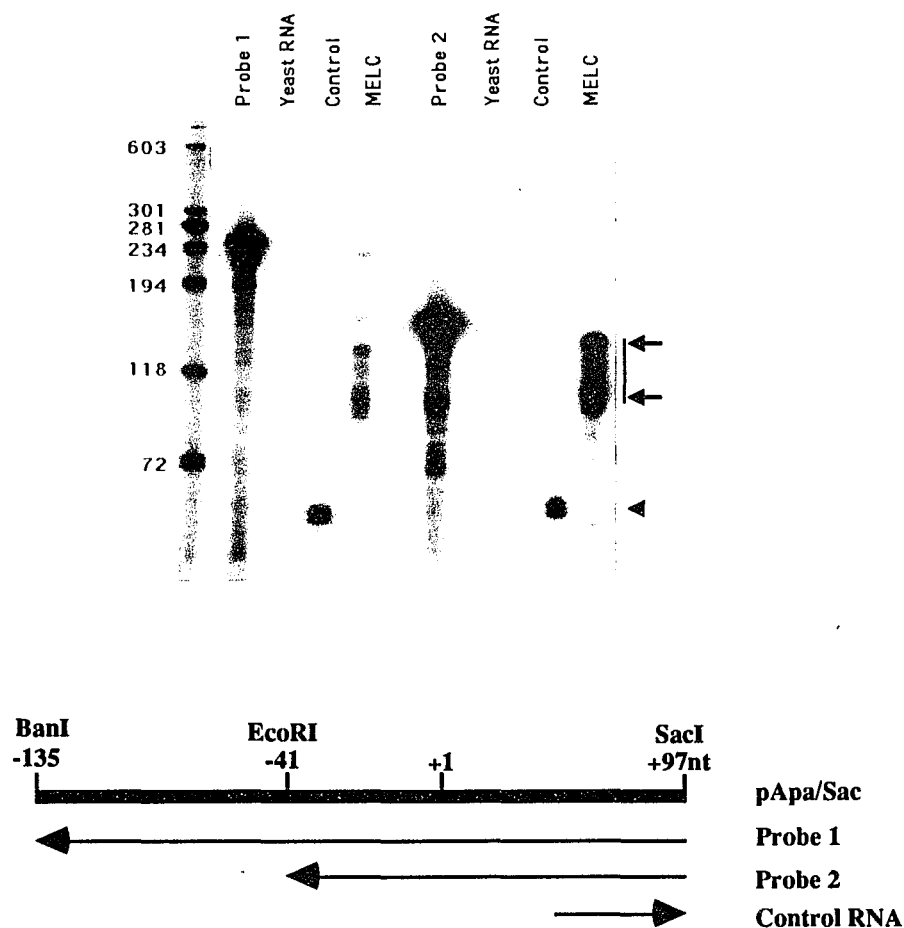 Probe 1
Yeast RNA
Control
MELC
Probe 2
Yeast RNA
Control
MELC
603
301
281
234
194
118
72
BanI
-135
EcoRI
-41
+1
SacI
+97nt
pApa/Sac
Probe 1
Probe 2
Control RNA